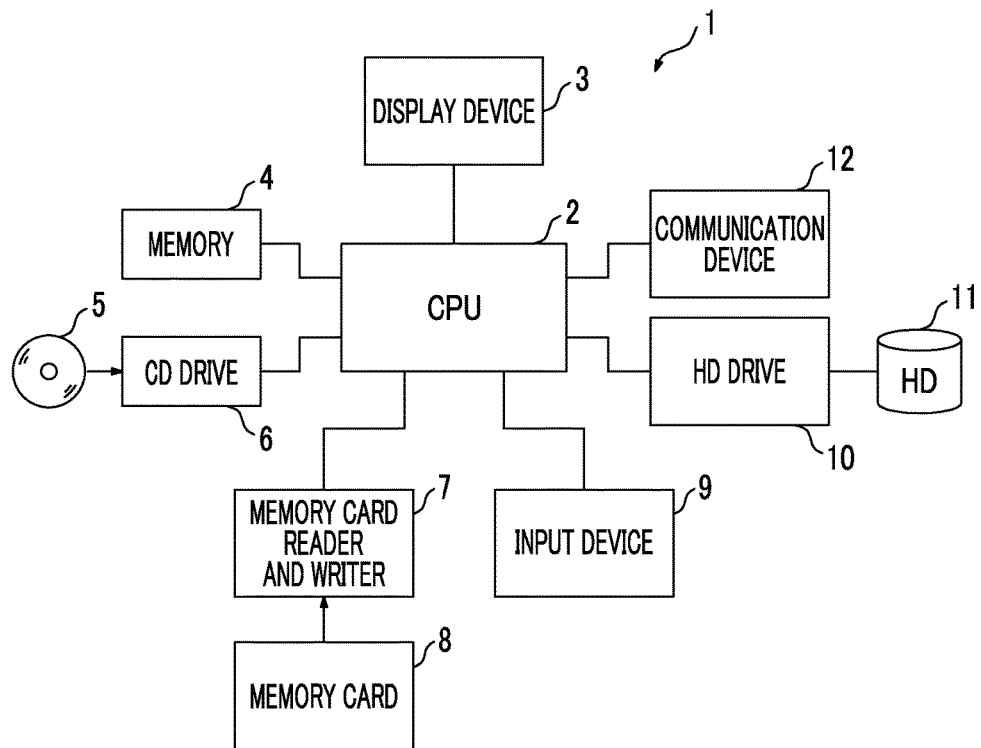 1
3
DISPLAY DEVICE
12
4
2
COMMUNICATION
DEVICE
MEMORY
CPU
5
11
CD DRIVE
HD DRIVE
HD
6
10
7
9
MEMORY CARD
READER
AND WRITER
INPUT DEVICE
8
MEMORY CARD